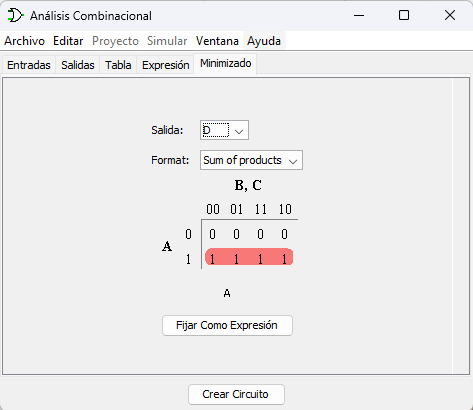 Análisis Combinacional
Archivo Editar Proyecto Simular Ventana Ayuda
Entradas Salidas Tabla Expresión Minimizado
Salida: D
Format: Sum of products
B, C
00 01 11 10
A
0 0 0 0 0
1 1 1 1 1
A
Fijar Como Expresión
Crear Circuito